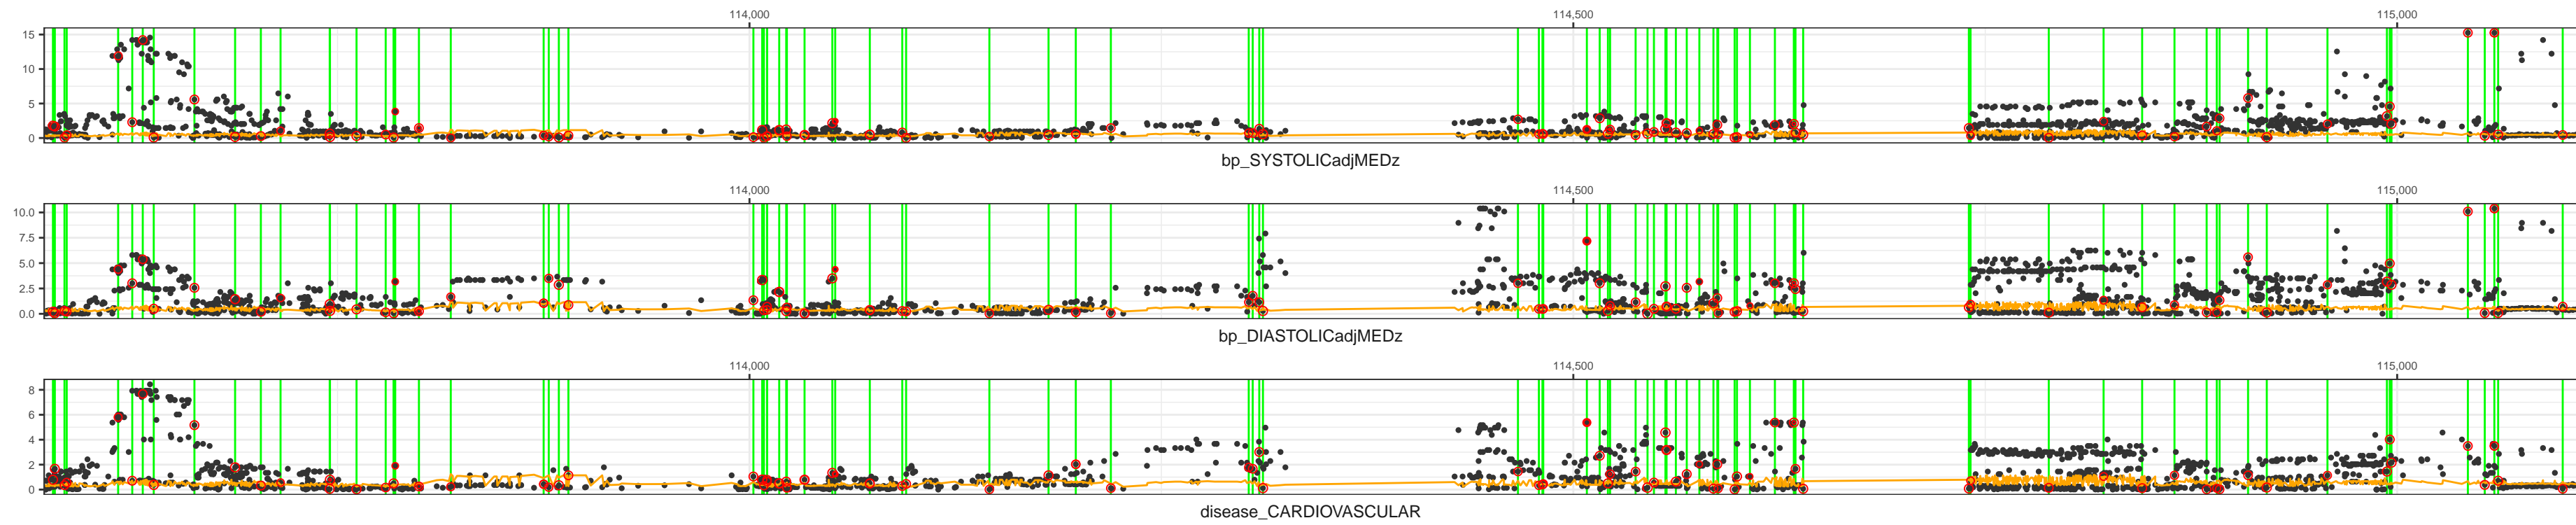 114,000 114,500 115,000
15
10
5
0
bp_SYSTOLICadjMEDz
114,000 114,500 115,000
10.0
7.5
5.0
2.5
0.0
bp_DIASTOLICadjMEDz
114,000 114,500 115,000
8
6
4
2
0
disease_CARDIOVASCULAR